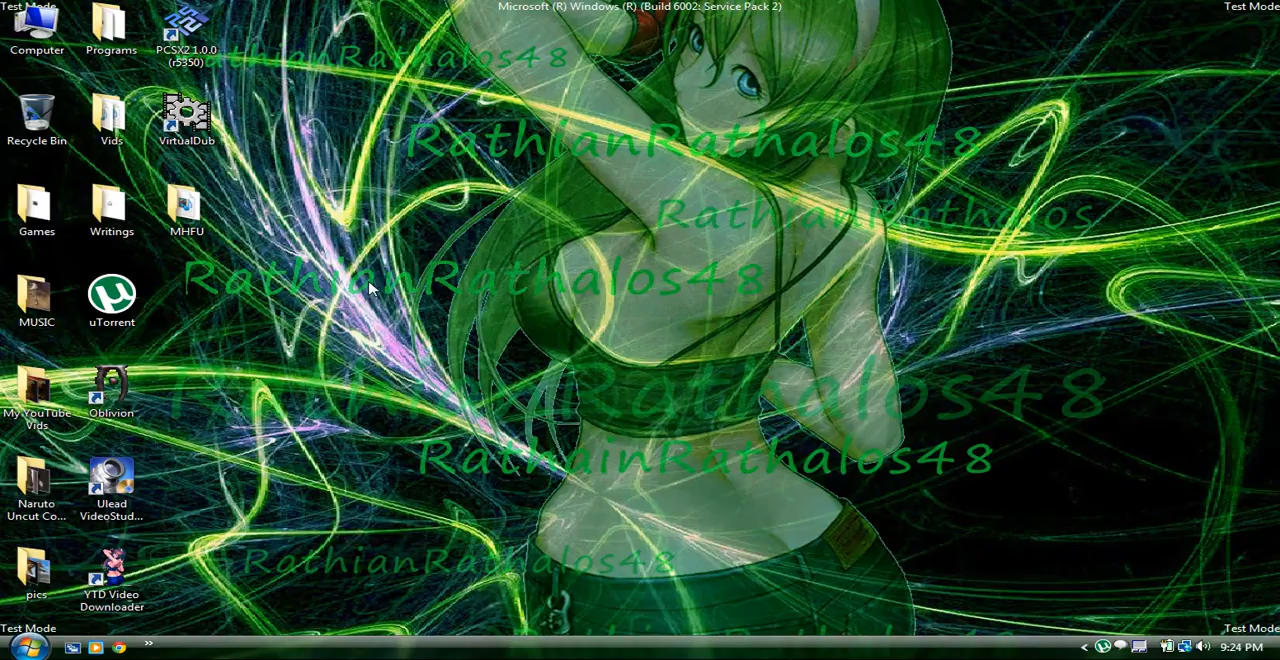 Test Mode
Microsoft (R) Windows (R) (Build 6002: Service Pack 2)
Test Mode
Computer
Programs
PCSX2 1.0.0
(r5350)
athianRathalos48
Recycle Bin
Vids
VirtualDub
RathianRathalos48
Games
Writings
MHFU
RathianRathalos
RathianRathalos48
MUSIC
uTorrent
My YouTube
Vids
Oblivion
RathianRathalos48
RathainRathalos48
Naruto
Uncut Co...
Ulead
VideoStud...
RathianRathalos48
pics
YTD Video
Downloader
Test Mode
Test Mode
9:24 PM